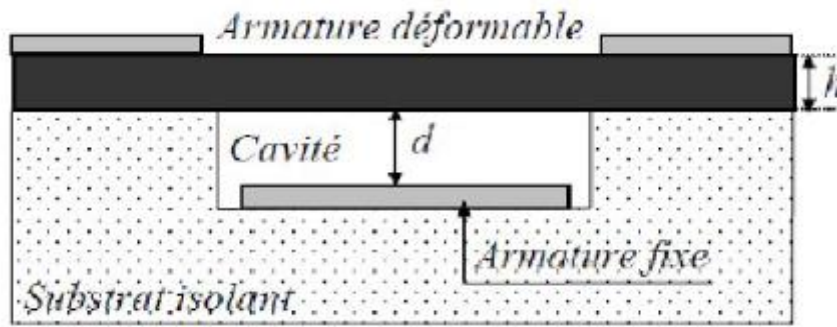 Armature déformable
h
Cavité
d
Armature fixe
Substrat isolant